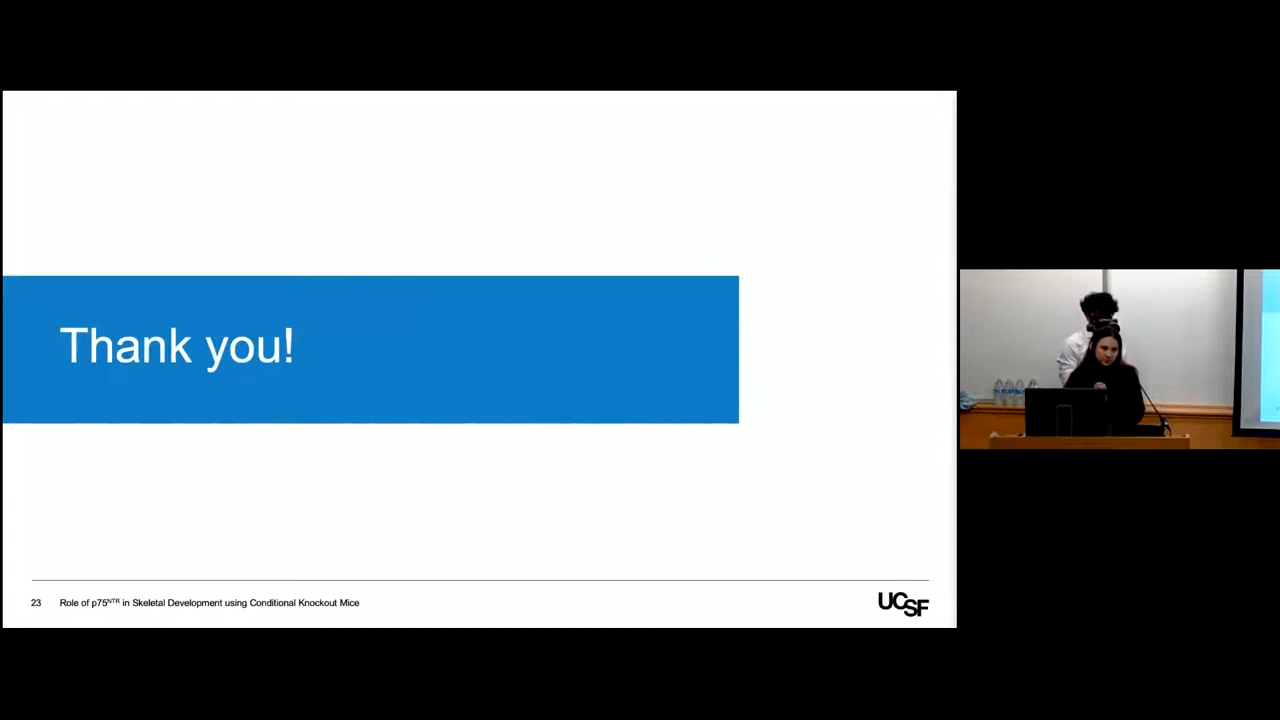 Thank you!
23 Role of p75ᴺᵀᴿ in Skeletal Development using Conditional Knockout Mice
UCSF